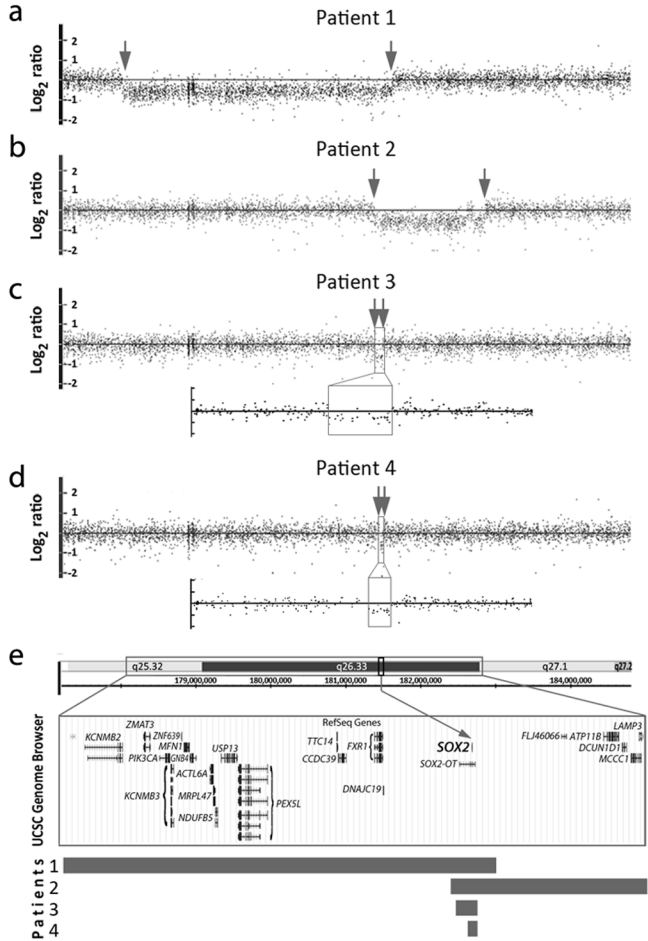 a
Patient 1
Log2 ratio
2
1
0
-1
-2
b
Patient 2
Log2 ratio
2
1
0
-1
-2
c
Patient 3
Log2 ratio
2
1
0
-1
-2
d
Patient 4
Log2 ratio
2
1
0
-1
-2
e
q25.32 q26.33 q27.1 q27.2
179,000,000 180,000,000 181,000,000 182,000,000 184,000,000
UCSC Genome Browser
RefSeq Genes
LAMP3
ZMAT3
KCNMB2 ZNF639 TTC14 FLJ46066 ATP11B
MFN1 USP13 FXR1 SOX2 DCUN1D1
PIK3CA GNB4 CCDC39 SOX2-OT MCCC1
ACTL6A
KCNMB3 MRPL47 PEX5L DNAJC19
NDUFB5
Patients
1
2
3
4